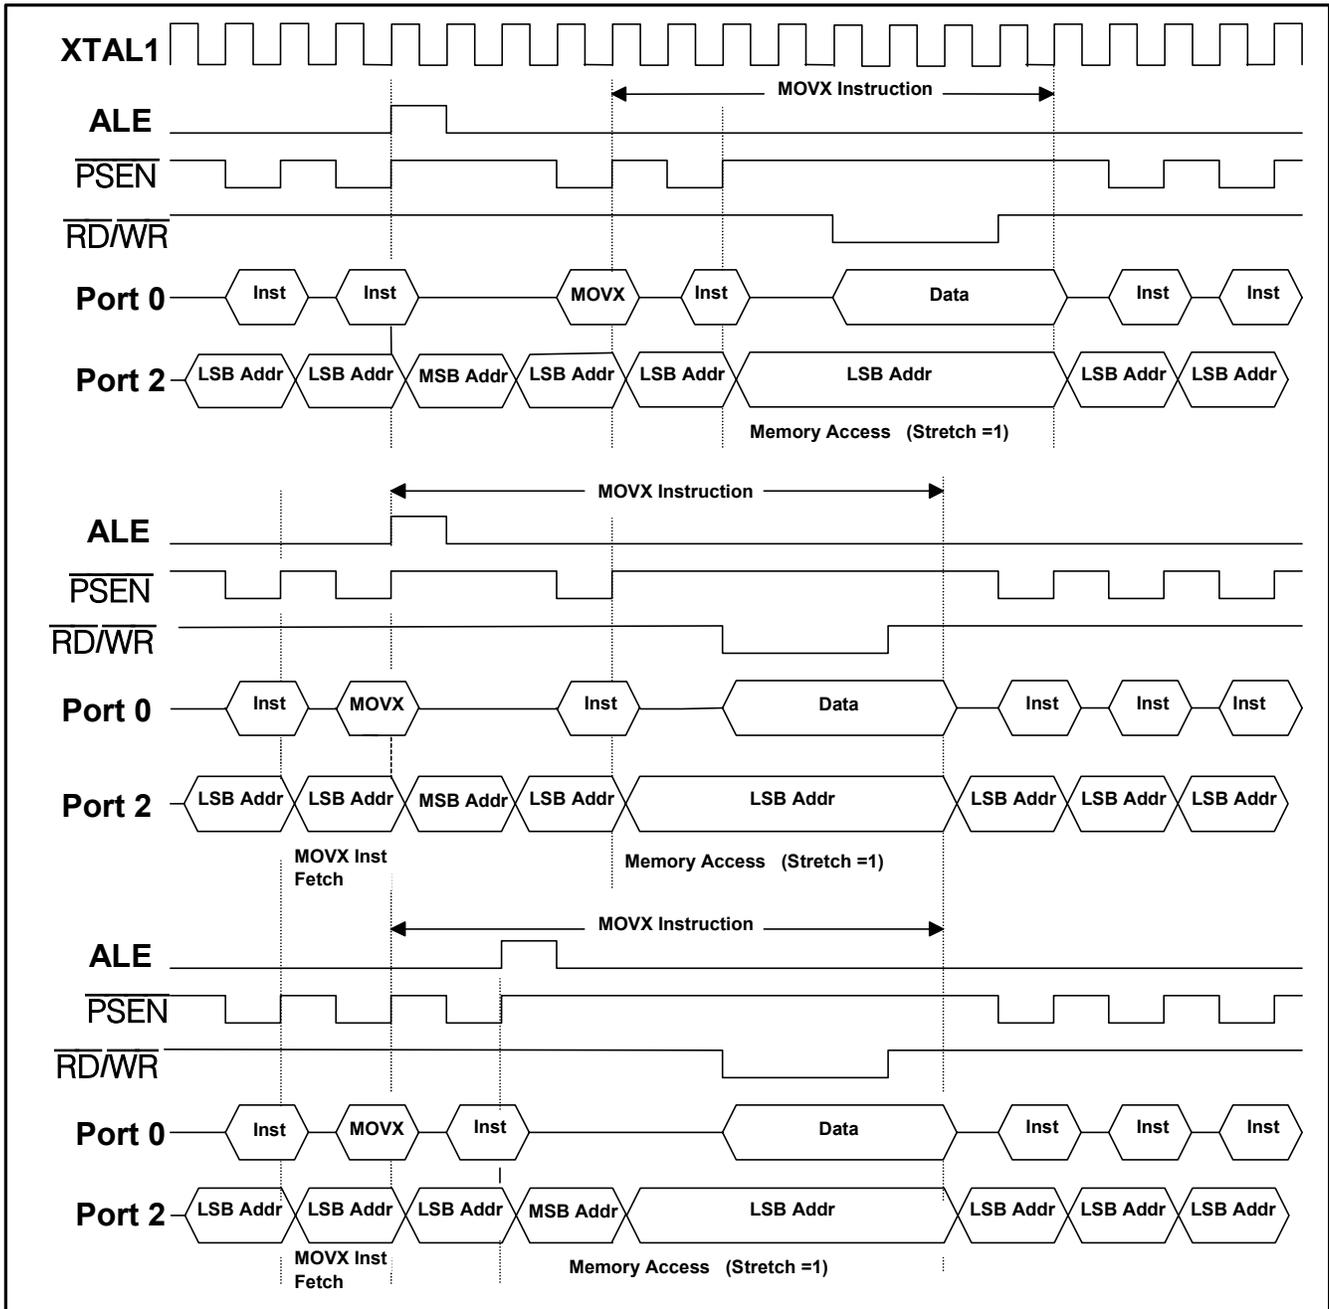 XTAL1
MOVX Instruction
ALE
PSEN
RD/WR
Port 0 Inst Inst MOVX Inst Data Inst Inst
Port 2 LSB Addr LSB Addr MSB Addr LSB Addr LSB Addr LSB Addr LSB Addr LSB Addr
Memory Access (Stretch =1)
MOVX Instruction
ALE
PSEN
RD/WR
Port 0 Inst MOVX Inst Data Inst Inst Inst
Port 2 LSB Addr LSB Addr MSB Addr LSB Addr LSB Addr LSB Addr LSB Addr LSB Addr
MOVX Inst
Fetch
Memory Access (Stretch =1)
MOVX Instruction
ALE
PSEN
RD/WR
Port 0 Inst MOVX Inst Data Inst Inst Inst
Port 2 LSB Addr LSB Addr LSB Addr MSB Addr LSB Addr LSB Addr LSB Addr LSB Addr
MOVX Inst
Fetch
Memory Access (Stretch =1)